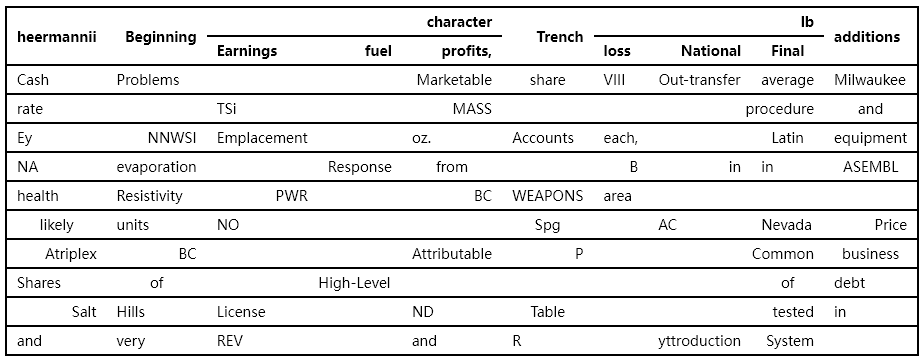 character lb
heermannii Beginning Trench additions
Earnings fuel profits, loss National Final
Cash Problems Marketable share VIII Out-transfer average Milwaukee
rate TSi MASS procedure and
Ey NNWSI Emplacement oz. Accounts each, Latin equipment
NA evaporation Response from B in in ASEMBL
health Resistivity PWR BC WEAPONS area
likely units NO Spg AC Nevada Price
Atriplex BC Attributable P Common business
Shares of High-Level of debt
Salt Hills License ND Table tested in
and very REV and R yttroduction System